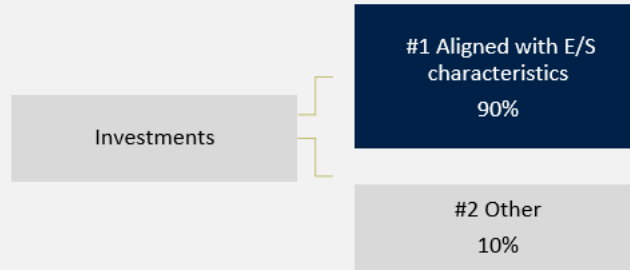 Investments
#1 Aligned with E/S
characteristics
90%
#2 Other
10%